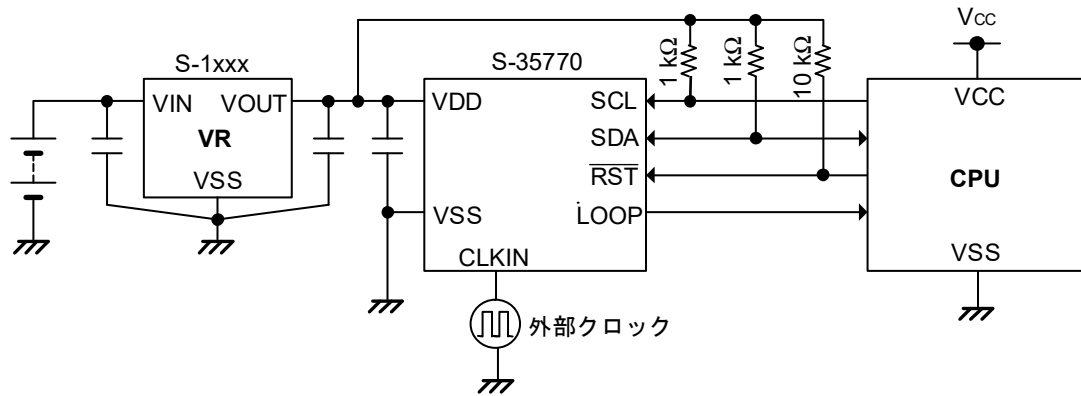 S-1xxx
VIN
VOUT
VR
VSS
S-35770
VDD
VSS
CLKIN
SCL
SDA
RST
LOOP
外部クロック
1 kΩ
1 kΩ
10 kΩ
VCC
VCC
CPU
VSS